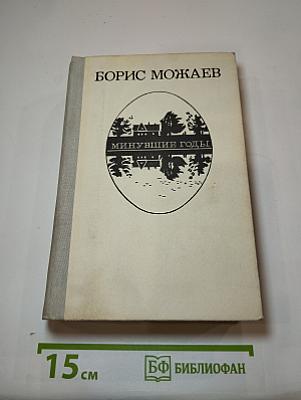 БОРИС МОЖАЕВ
МИНУВШИЕ ГОДЫ
15 см
БФ БИБЛИОФАН